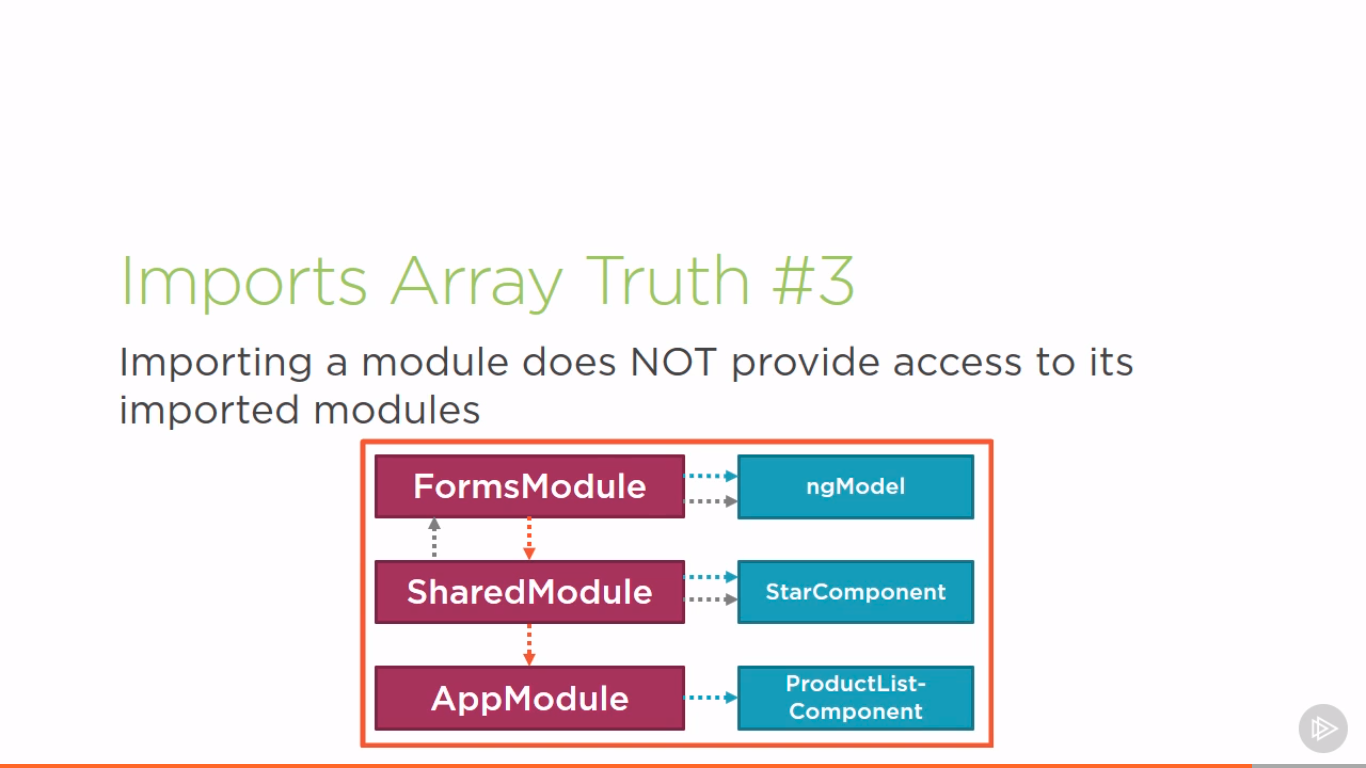 Imports Array Truth #3
Importing a module does NOT provide access to its
imported modules
FormsModule
ngModel
SharedModule
StarComponent
AppModule
ProductList-
Component